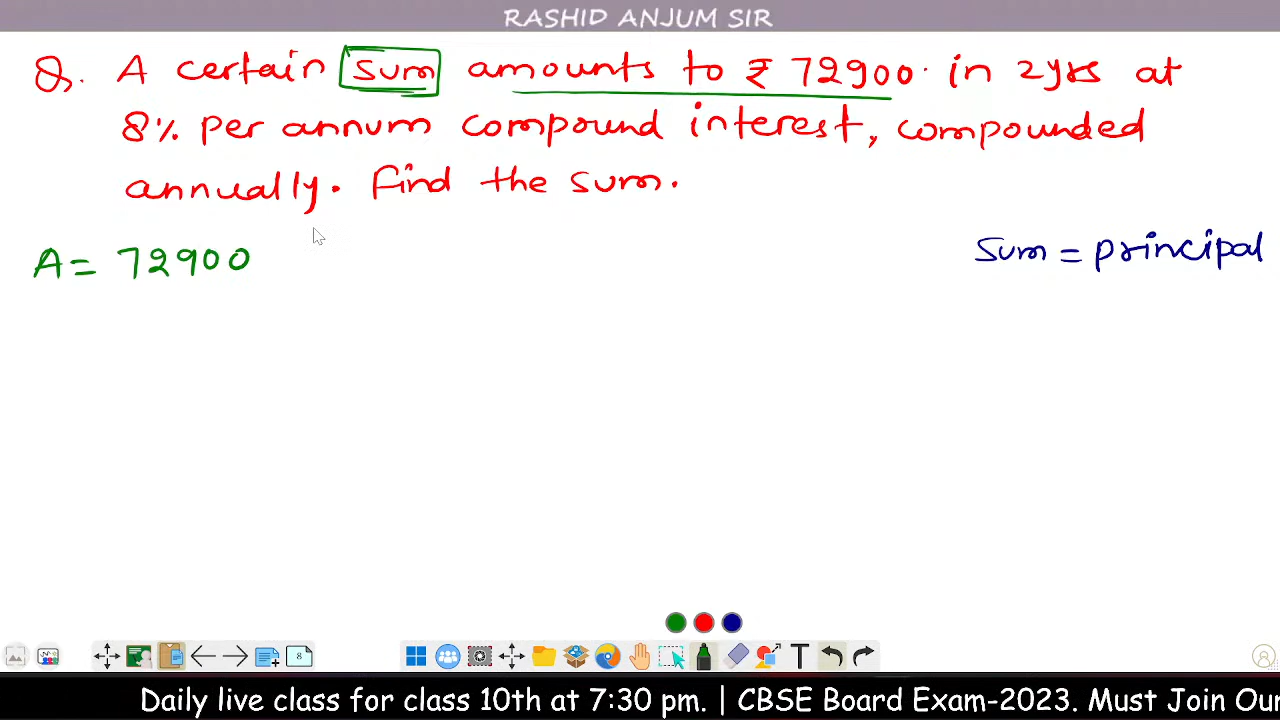 RASHID ANJUM SIR
Q. A certain sum amounts to ₹ 72900. in 2yrs at
8% per annum compound interest, compounded
annually. Find the sum.
A = 72900
sum = principal
8
Daily live class for class 10th at 7:30 pm. | CBSE Board Exam-2023. Must Join Ou